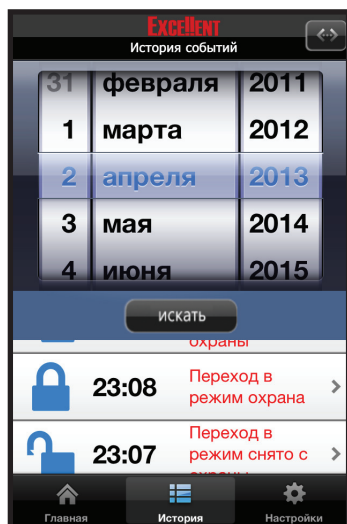 EXCELLENT
История событий
31 февраля 2011
1 марта 2012
2 апреля 2013
3 мая 2014
4 июня 2015
искать
охраны
23:08 Переход в
режим охрана
23:07 Переход в
режим снято с
охраны
Главная История Настройки